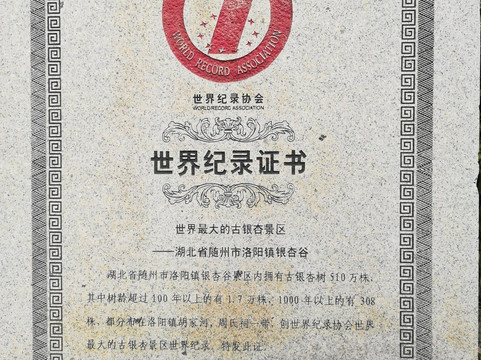 WORLD RECORD ASSOCIATION
世界纪录协会
WORLD RECORD ASSOCIATION
世界纪录证书
世界最大的古银杏景区
——湖北省随州市洛阳镇银杏谷
湖北省随州市洛阳镇银杏谷景区内拥有古银杏树510万株,
其中树龄超过100年以上的有1.7万株,1000年以上的有308
株,都分布在洛阳镇胡家河,周氏祠一带,创世界纪录协会世界
最大的古银杏景区世界纪录。特发此证。